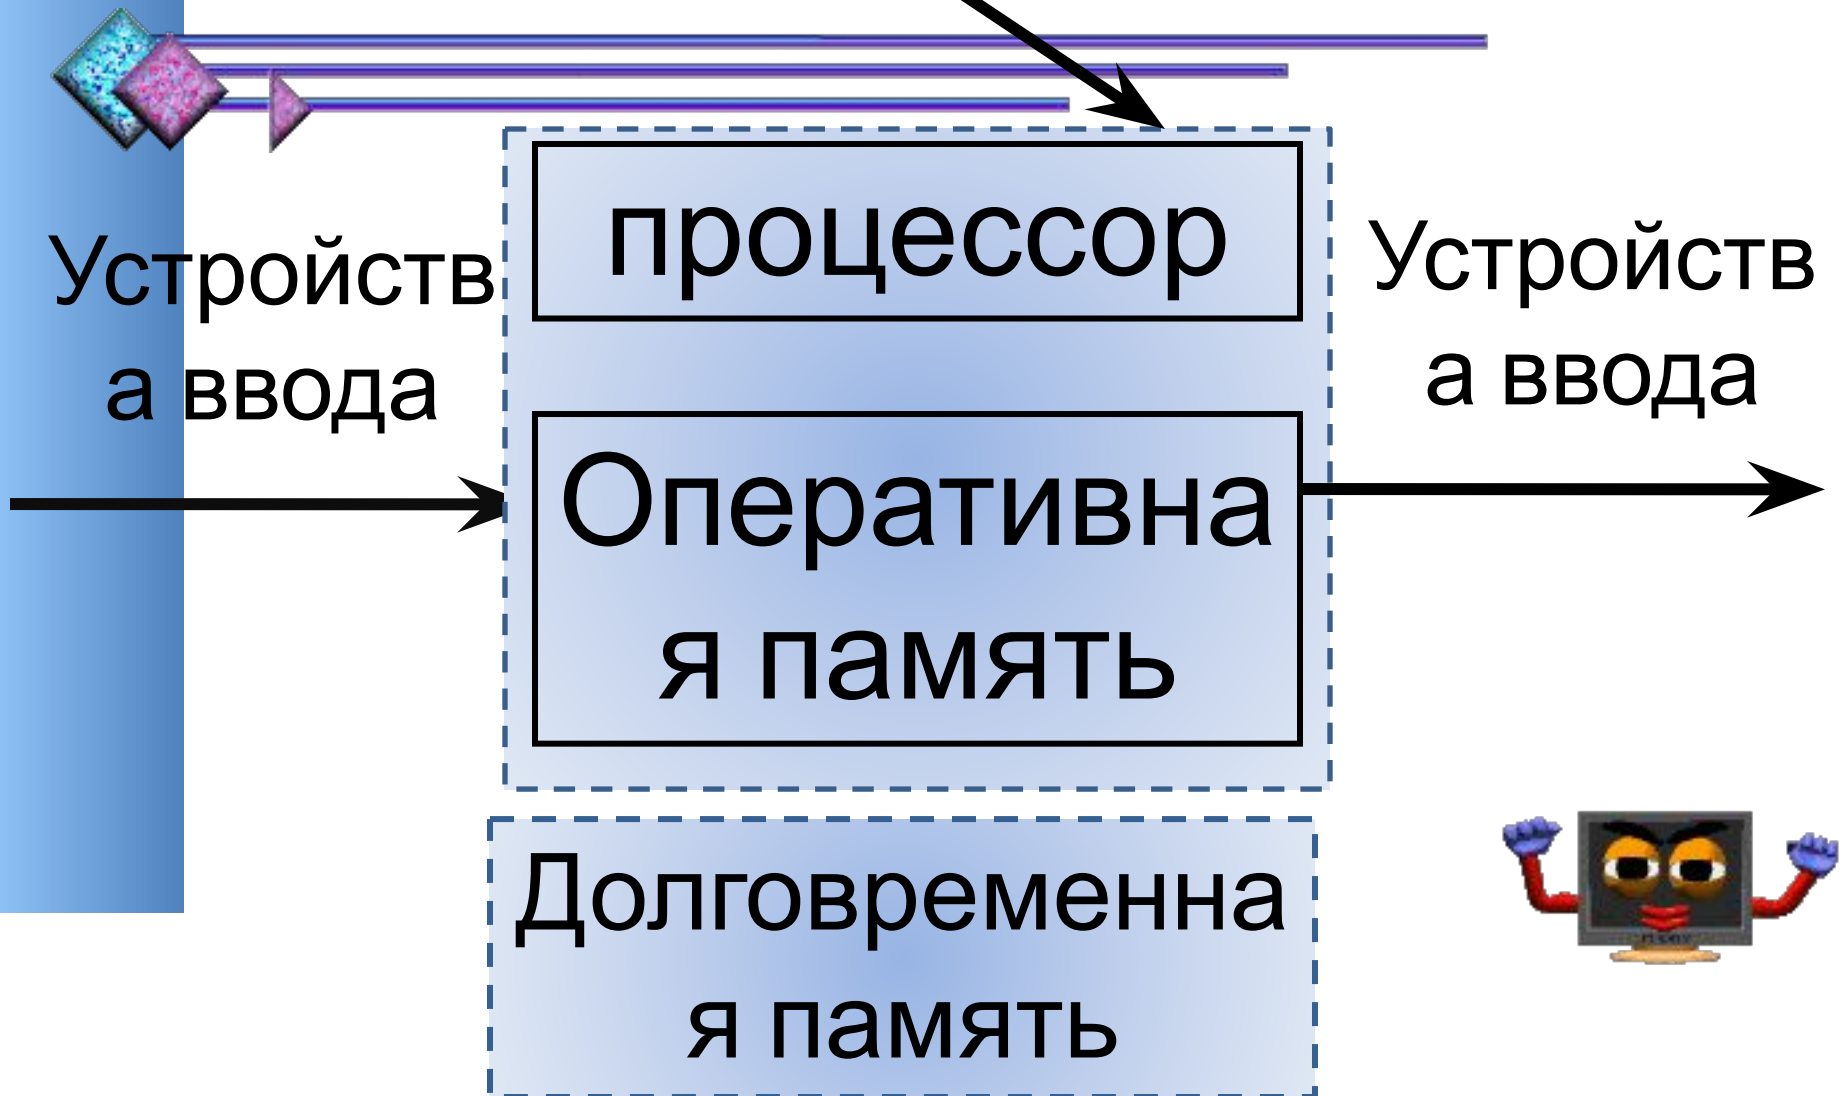 Устройств
а ввода
процессор
Оперативна
я память
Устройств
а ввода
Долговременна
я память